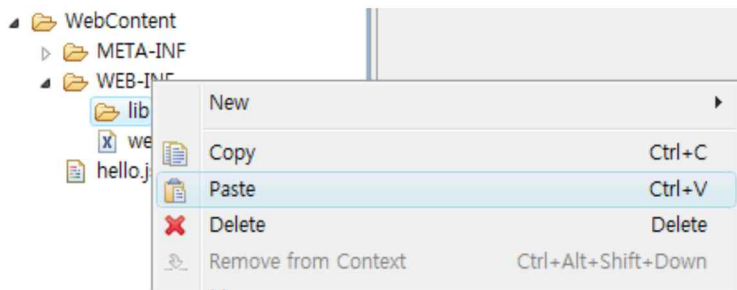 WebContent
META-INF
WEB-INF
New
lib
we
Copy Ctrl+C
hello.j
Paste Ctrl+V
Delete Delete
Remove from Context Ctrl+Alt+Shift+Down